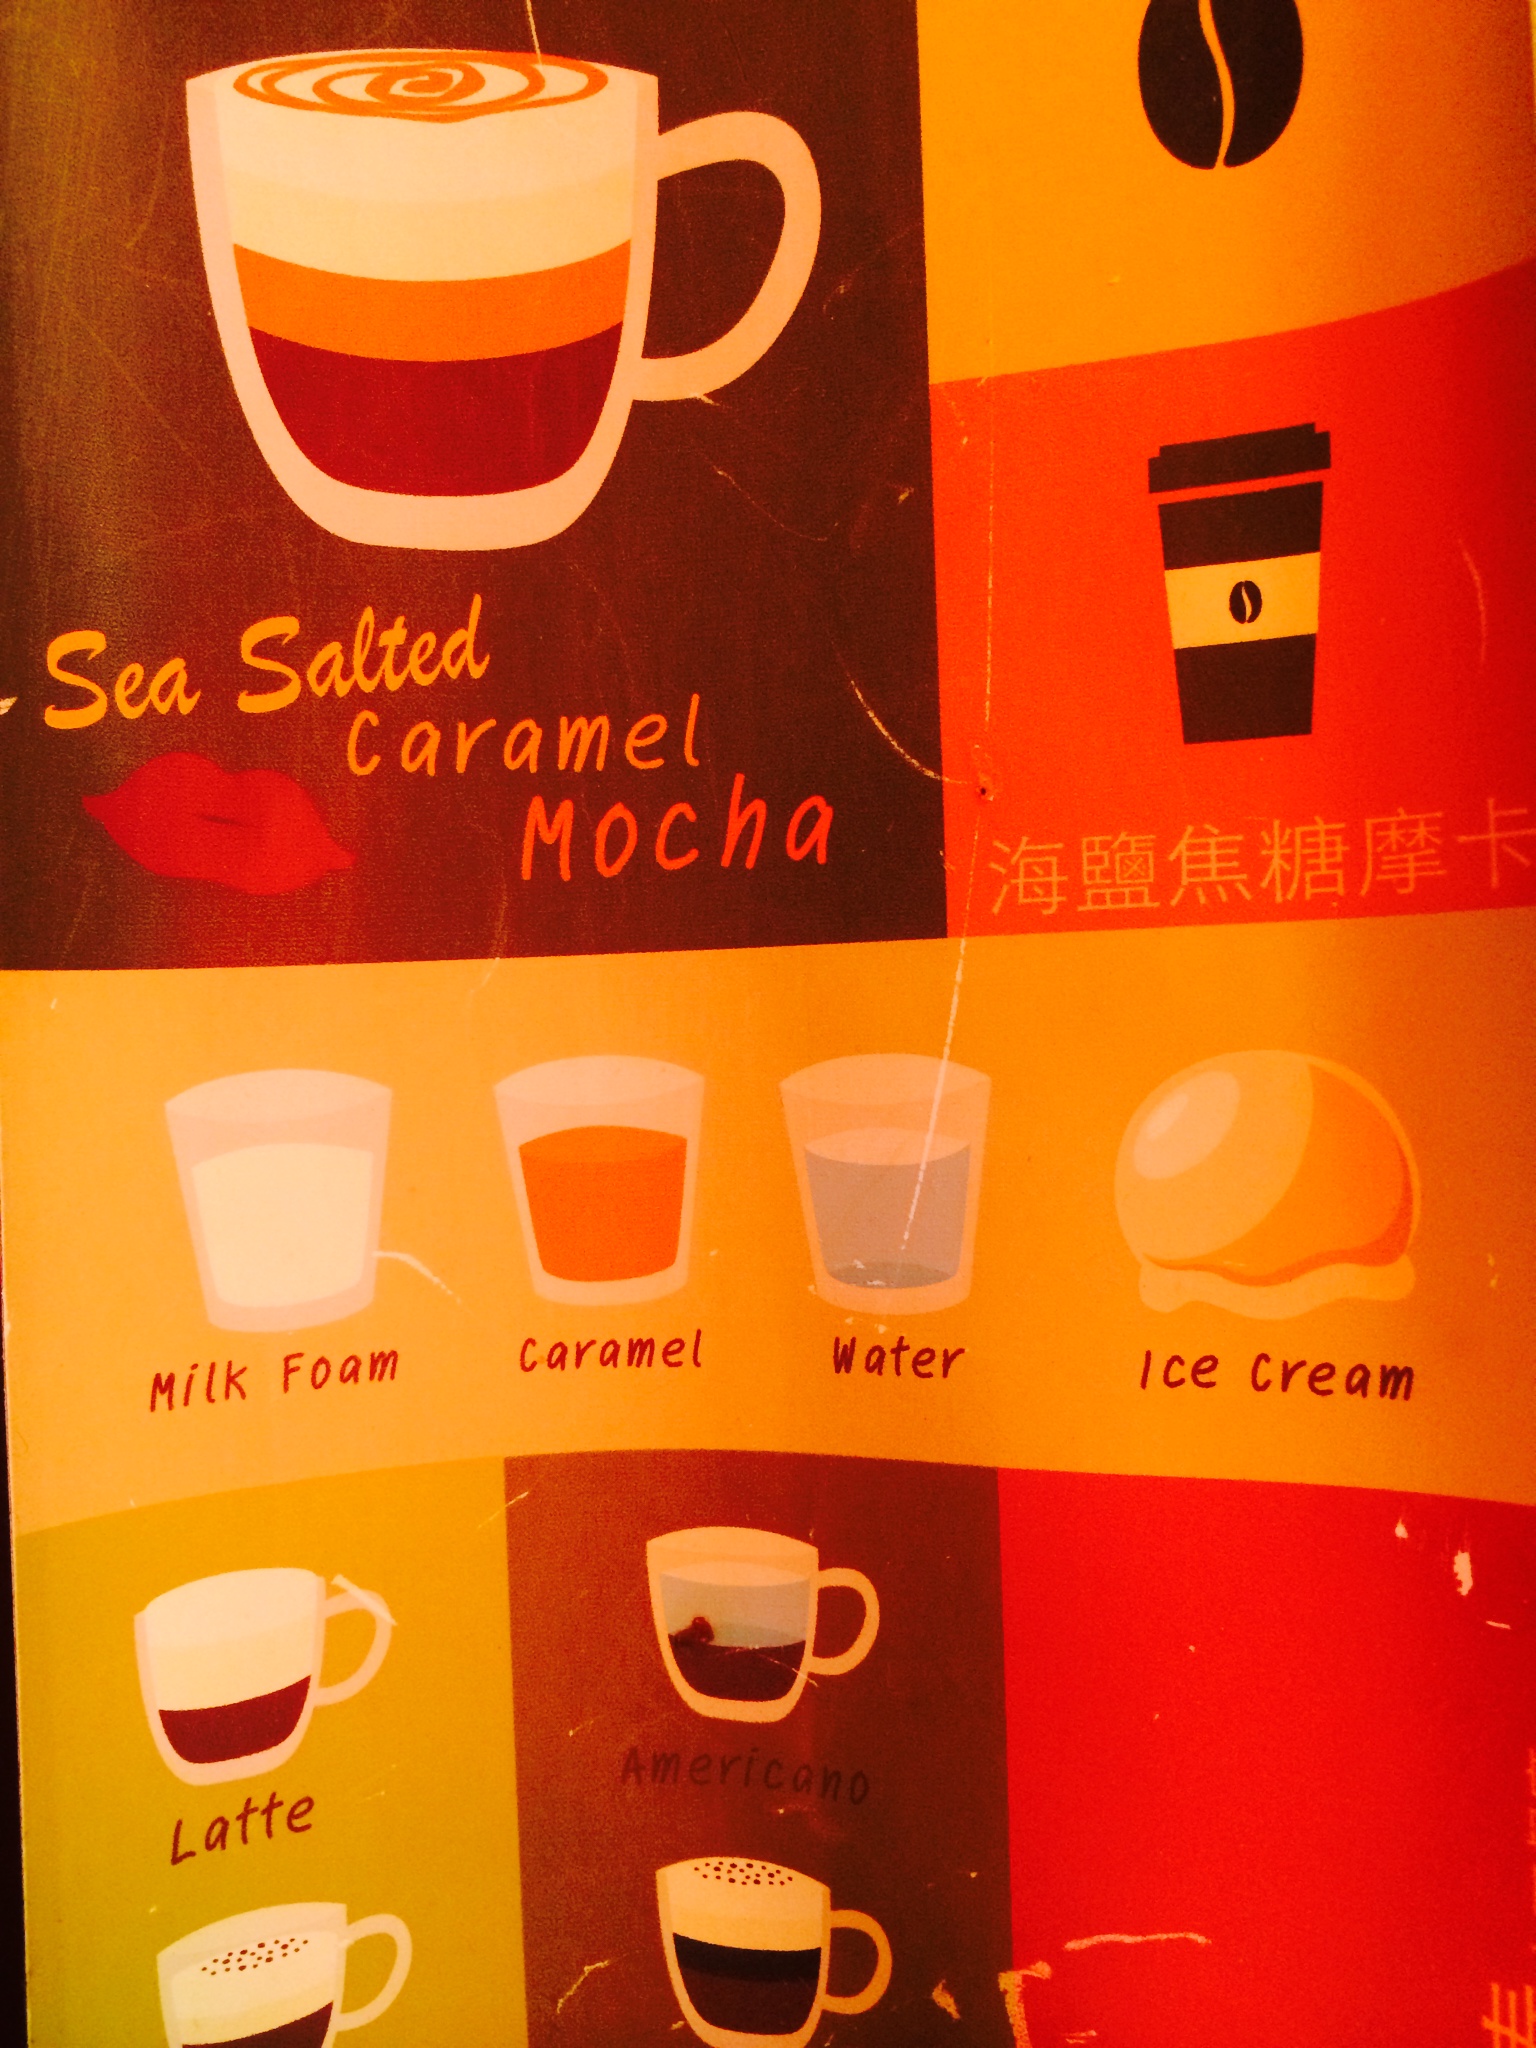 Sea Salted
Caramel
Mocha
海鹽焦糖摩卡
Milk Foam
Caramel
Water
Ice Cream
Latte
Americano